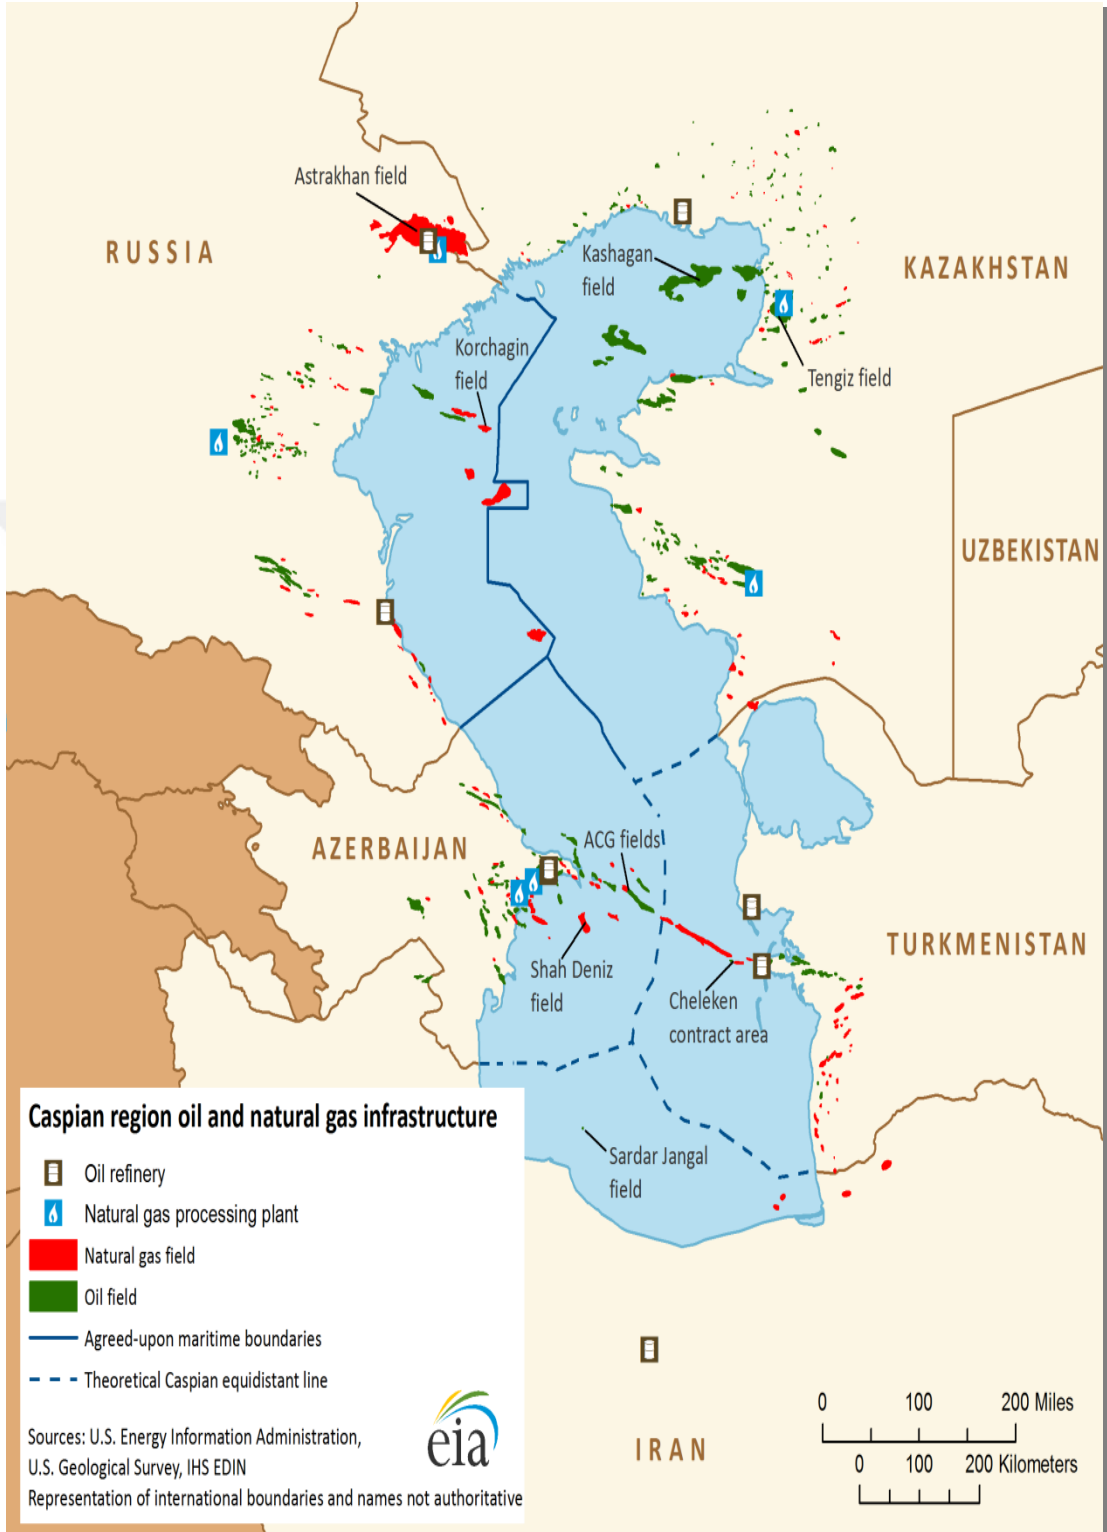 Astrakhan field
RUSSIA
Kashagan
field
KAZAKHSTAN
Korchagin
field
Tengiz field
UZBEKISTAN
ACG fields
AZERBAIJAN
TURKMENISTAN
Shah Deniz
field
Cheleken
contract area
Sardar Jangal
field
Caspian region oil and natural gas infrastructure
Oil refinery
Natural gas processing plant
Natural gas field
Oil field
Agreed-upon maritime boundaries
Theoretical Caspian equidistant line
Sources: U.S. Energy Information Administration,
U.S. Geological Survey, IHS EDIN
Representation of international boundaries and names not authoritative
eia
IRAN
0 100 200 Miles
0 100 200 Kilometers